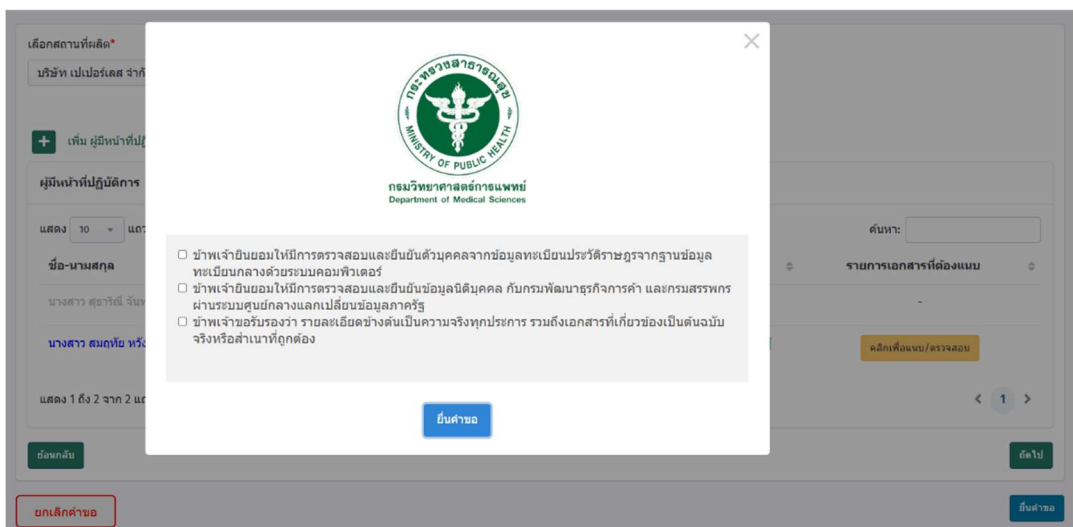 เลือกสถานที่ผลิต*
บริษัท เปเปอร์เลส จำกั
เพิ่ม ผู้มีหน้าที่ปฏิ
ผู้มีหน้าที่ปฏิบัติการ
แสดง 10 แถว
ค้นหา:
ชื่อ-นามสกุล
รายการเอกสารที่ต้องแนบ
นางสาว สุธาริณี จันท
-
นางสาว สมฤทัย หวัง
คลิกเพื่อแนบ/ตรวจสอบ
แสดง 1 ถึง 2 จาก 2 แถ
< 1 >
ย้อนกลับ
ถัดไป
ยกเลิกคำขอ
ยื่นคำขอ
×
กระทรวงสาธารณสุข
MINISTRY OF PUBLIC HEALTH
กรมวิทยาศาสตร์การแพทย์
Department of Medical Sciences
ข้าพเจ้ายินยอมให้มีการตรวจสอบและยืนยันตัวบุคคลจากข้อมูลทะเบียนประวัติราษฎรจากฐานข้อมูล
ทะเบียนกลางด้วยระบบคอมพิวเตอร์
ข้าพเจ้ายินยอมให้มีการตรวจสอบและยืนยันข้อมูลนิติบุคคล กับกรมพัฒนาธุรกิจการค้า และกรมสรรพกร
ผ่านระบบศูนย์กลางแลกเปลี่ยนข้อมูลภาครัฐ
ข้าพเจ้าขอรับรองว่า รายละเอียดข้างต้นเป็นความจริงทุกประการ รวมถึงเอกสารที่เกี่ยวข้องเป็นต้นฉบับ
จริงหรือสำเนาที่ถูกต้อง
ยื่นคำขอ